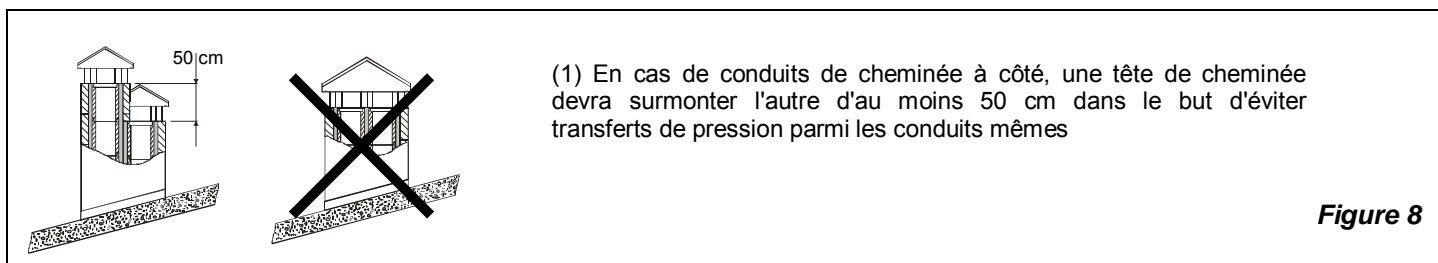 50 cm
(1) En cas de conduits de cheminée à côté, une tête de cheminée
devra surmonter l'autre d'au moins 50 cm dans le but d'éviter
transferts de pression parmi les conduits mêmes
Figure 8